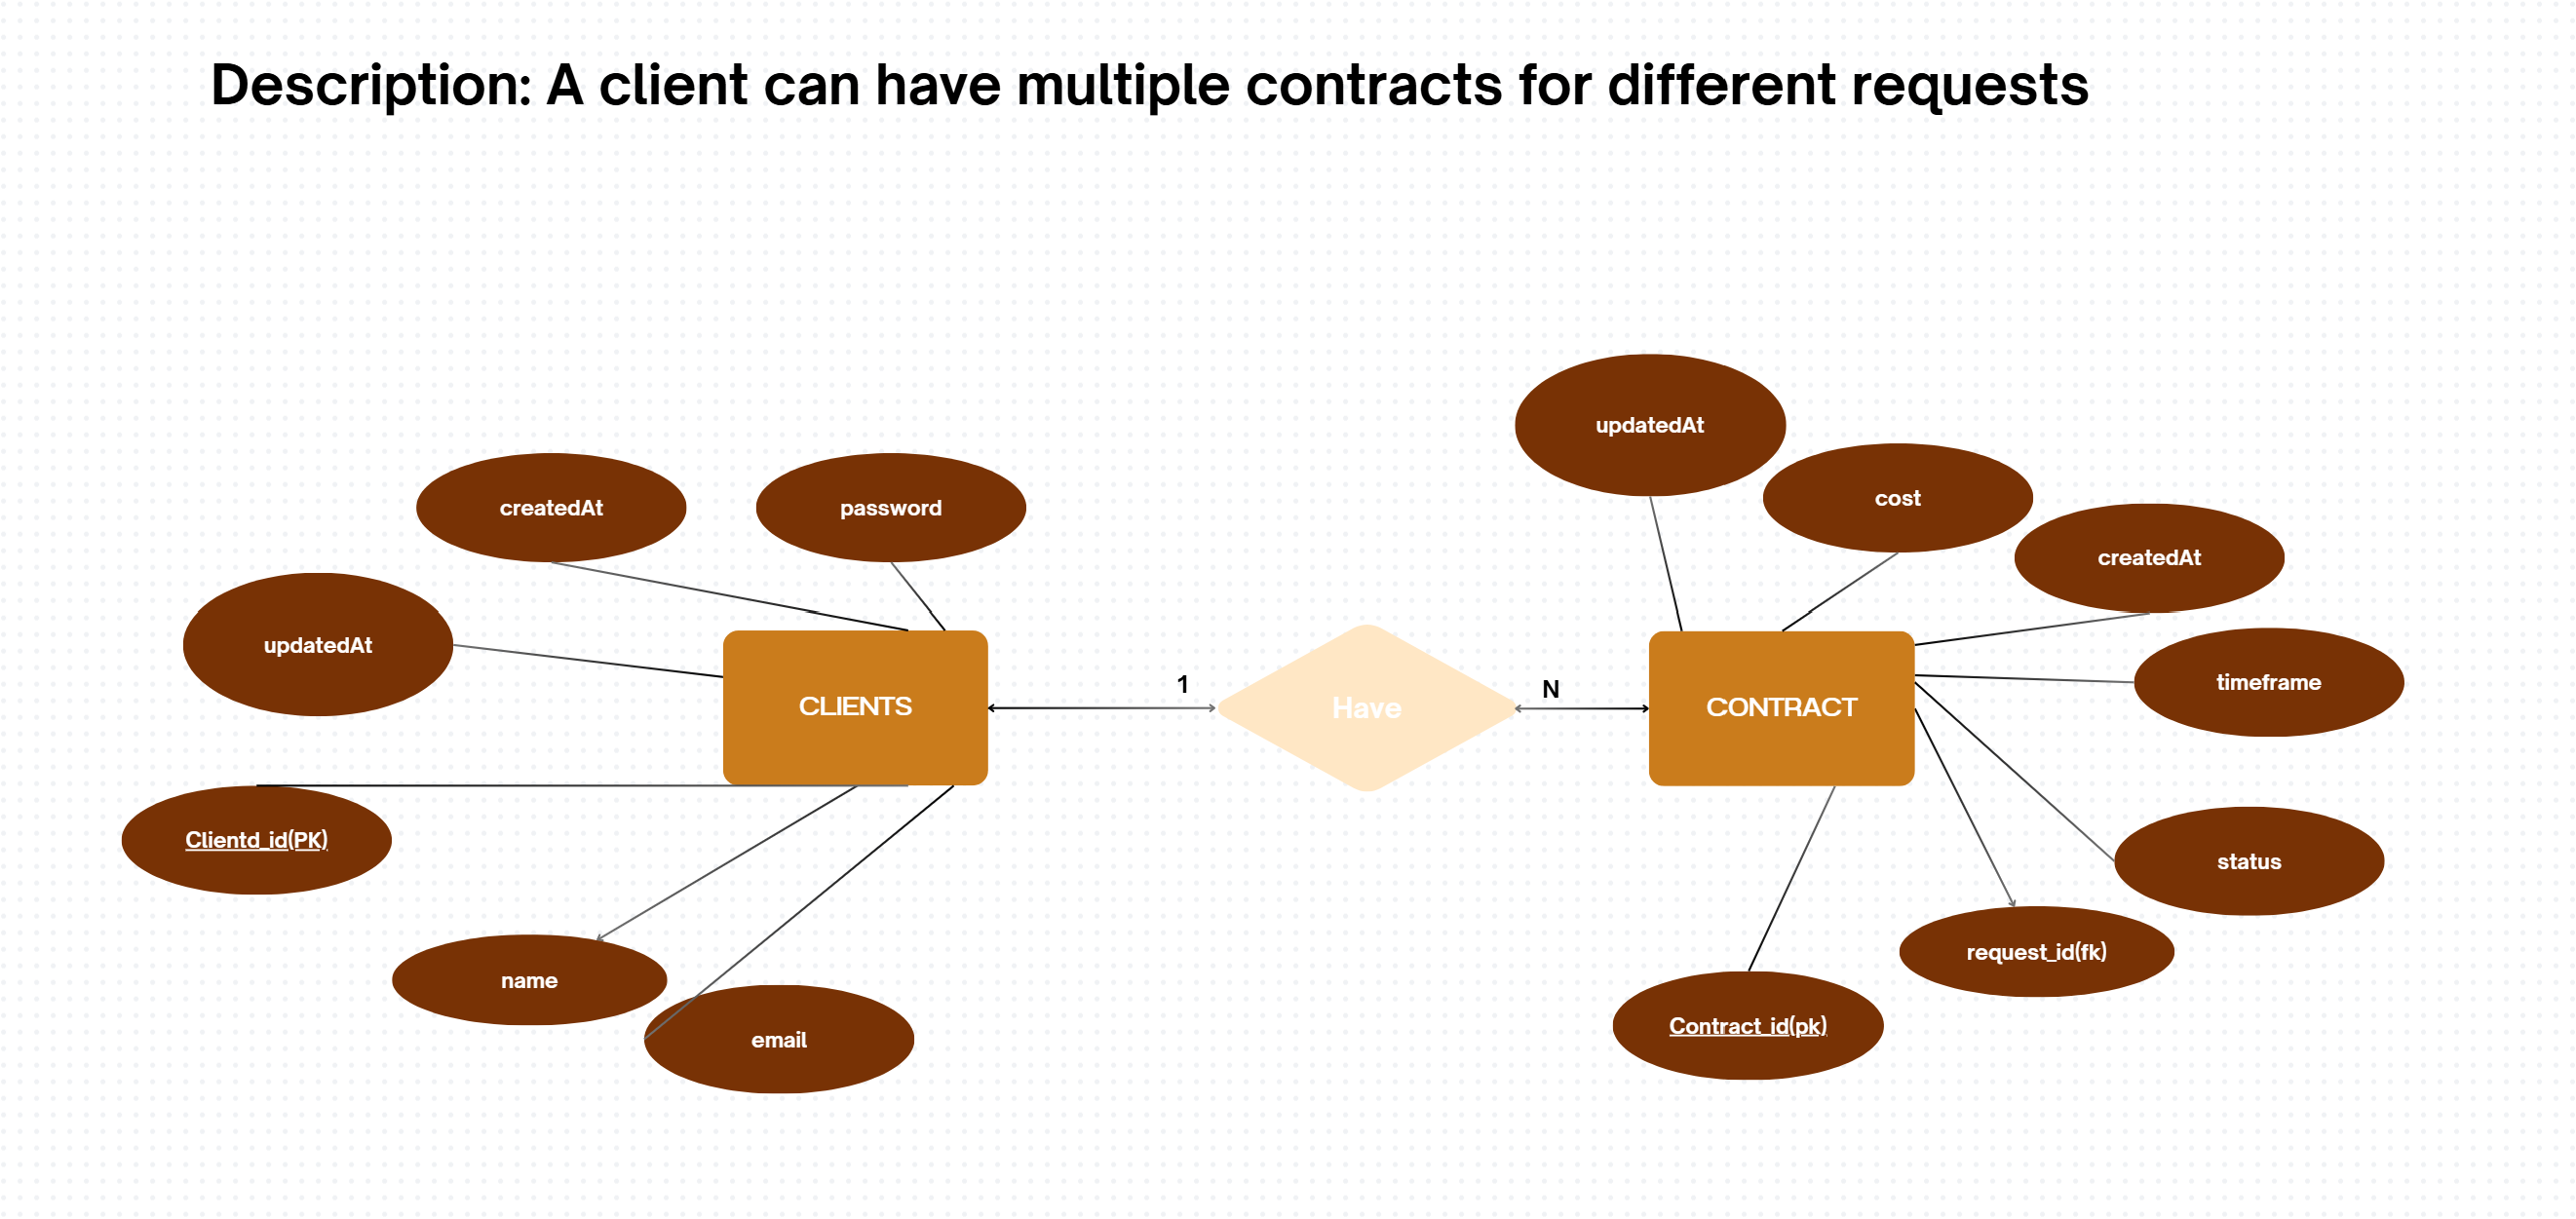 Description: A client can have multiple contracts for different requests
updatedAt
cost
createdAt
password
createdAt
updatedAt
timeframe
CLIENTS
1
Have
N
CONTRACT
Clientd_id(PK)
status
name
request_id(fk)
email
Contract_id(pk)